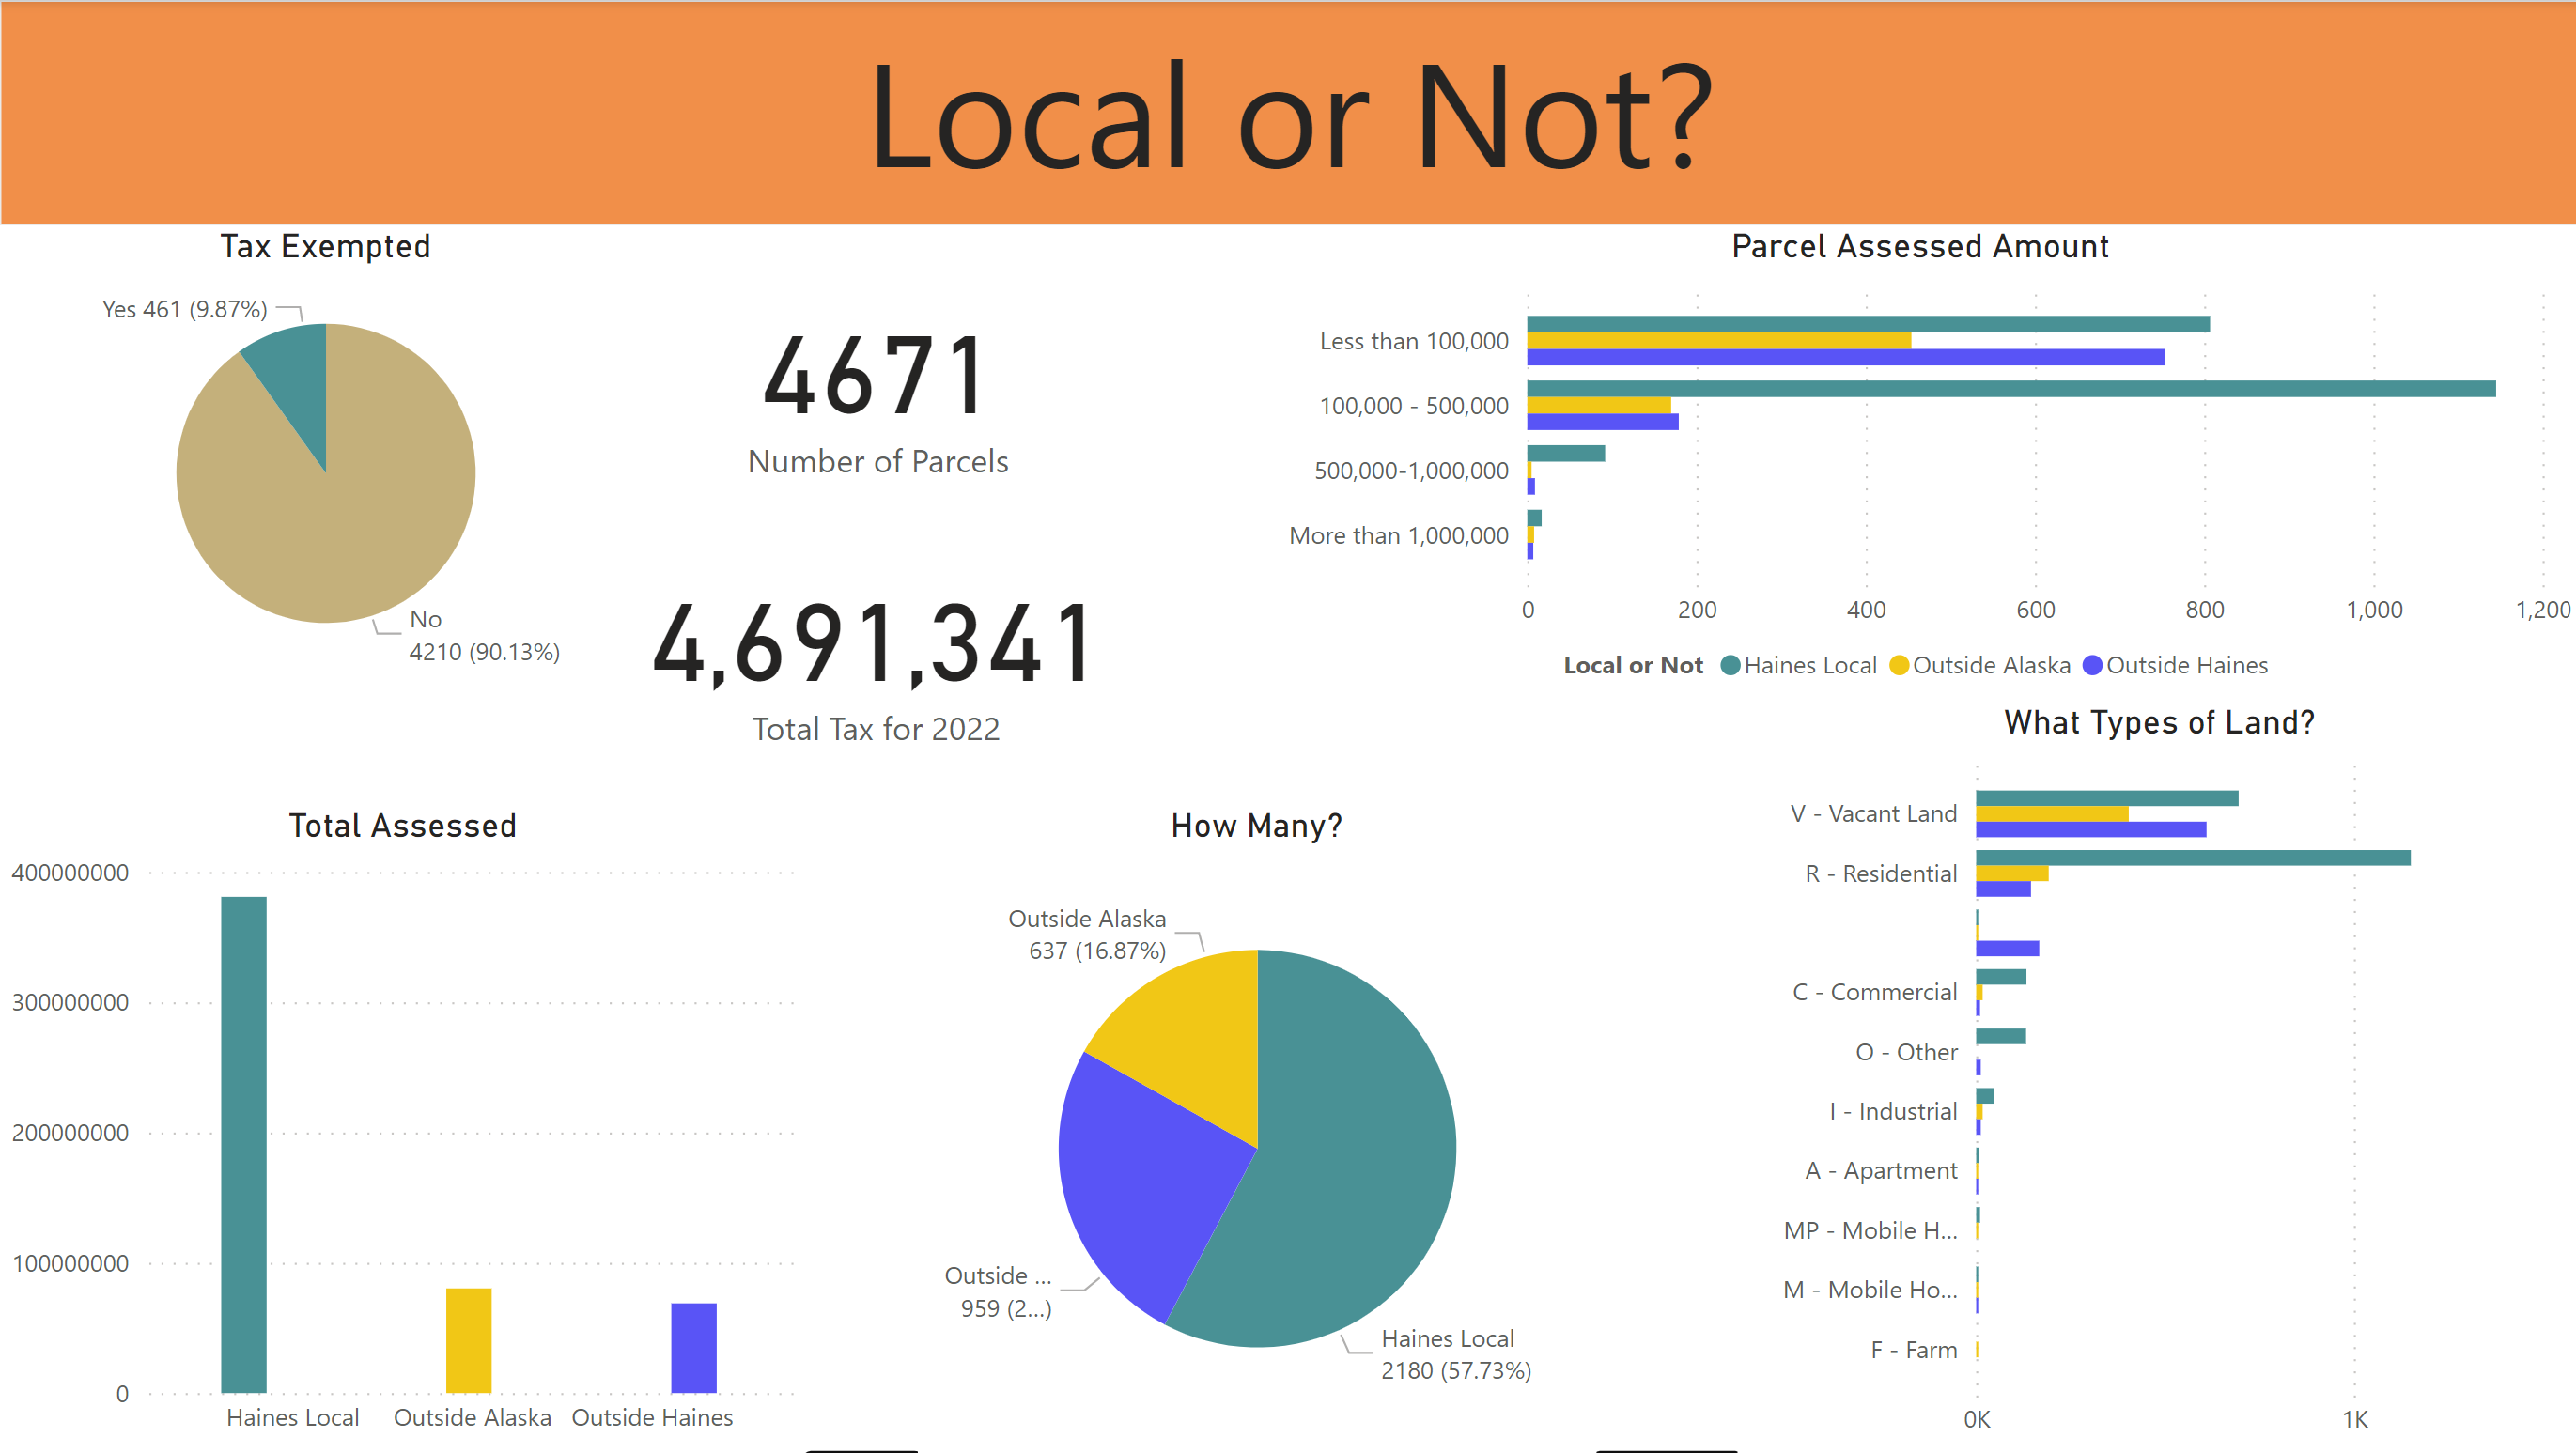 Local or Not?
Tax Exempted
Yes 461 (9.87%)
No
4210 (90.13%)
4671
Number of Parcels
4,691,341
Total Tax for 2022
Parcel Assessed Amount
Less than 100,000
100,000 - 500,000
500,000-1,000,000
More than 1,000,000
0 200 400 600 800 1,000 1,200
Local or Not Haines Local Outside Alaska Outside Haines
Total Assessed
400000000
300000000
200000000
100000000
0
Haines Local Outside Alaska Outside Haines
How Many?
Outside Alaska
637 (16.87%)
Outside ...
959 (2...)
Haines Local
2180 (57.73%)
What Types of Land?
V - Vacant Land
R - Residential
C - Commercial
O - Other
I - Industrial
A - Apartment
MP - Mobile H...
M - Mobile Ho...
F - Farm
0K 1K